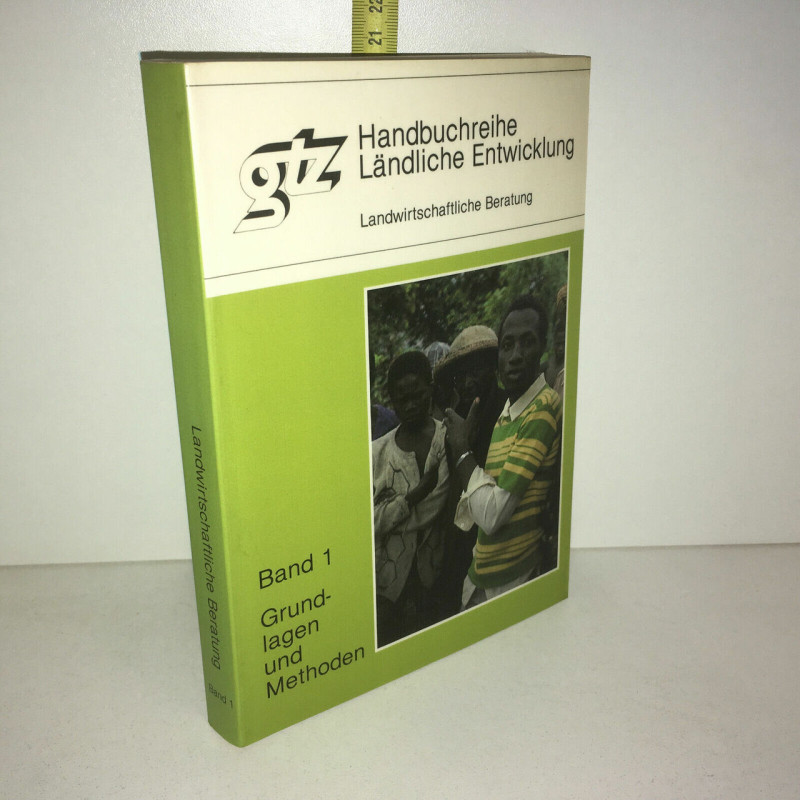 22
21
gtz
Handbuchreihe
Ländliche Entwicklung
Landwirtschaftliche Beratung
Band 1
Grund-
lagen
und
Methoden
Landwirtschaftliche Beratung
Band 1